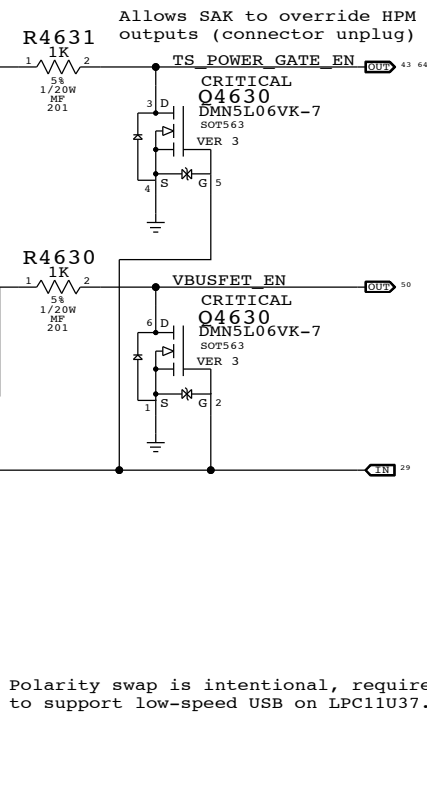 Allows SAK to override HPM
outputs (connector unplug)
R4631
1K
1 2
5%
1/20W
MF
201
TS_POWER_GATE_EN
OUT 43 64
CRITICAL
Q4630
DMN5L06VK-7
SOT563
VER 3
3 D
4 S G 5
R4630
1K
1 2
5%
1/20W
MF
201
VBUSFET_EN
OUT 50
CRITICAL
Q4630
DMN5L06VK-7
SOT563
VER 3
6 D
1 S G 2
IN 29
Polarity swap is intentional, require
to support low-speed USB on LPC11U37.